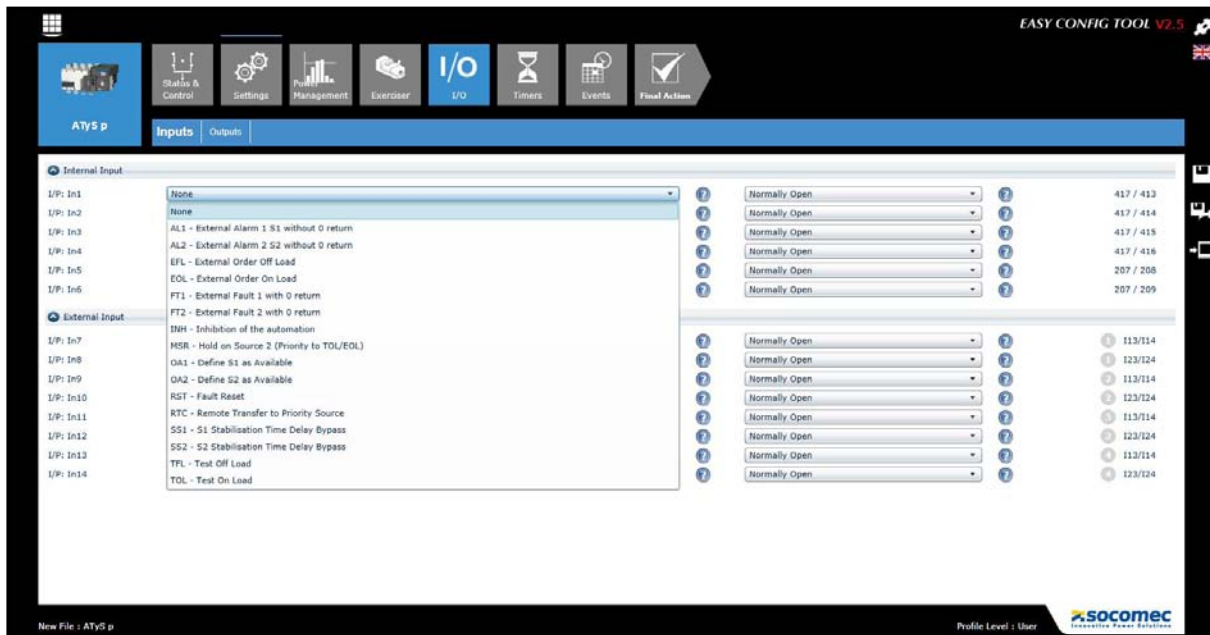 EASY CONFIG TOOL V2.5
Status & Control
Settings
Power Management
Exerciser
I/O
I/O
Timers
Events
Final Action
ATyS p
Inputs Outputs
Internal Input
I/P: In1 None Normally Open 417 / 413
I/P: In2 None Normally Open 417 / 414
AL1 - External Alarm 1 S1 without 0 return
I/P: In3 Normally Open 417 / 415
AL2 - External Alarm 2 S2 without 0 return
I/P: In4 Normally Open 417 / 416
EFL - External Order Off Load
I/P: In5 Normally Open 207 / 208
EOL - External Order On Load
I/P: In6 Normally Open 207 / 209
FT1 - External Fault 1 with 0 return
FT2 - External Fault 2 with 0 return
External Input
INH - Inhibition of the automation
I/P: In7 Normally Open 1 I13/I14
MSR - Hold on Source 2 (Priority to TOL/EOL)
I/P: In8 Normally Open 1 I23/I24
OA1 - Define S1 as Available
I/P: In9 Normally Open 2 I13/I14
OA2 - Define S2 as Available
I/P: In10 Normally Open 2 I23/I24
RST - Fault Reset
I/P: In11 Normally Open 3 I13/I14
RTC - Remote Transfer to Priority Source
I/P: In12 Normally Open 3 I23/I24
SS1 - S1 Stabilisation Time Delay Bypass
SS2 - S2 Stabilisation Time Delay Bypass
I/P: In13 Normally Open 4 I13/I14
TFL - Test Off Load
I/P: In14 Normally Open 4 I23/I24
TOL - Test On Load
New File : ATyS p
Profile Level : User
socomec
Innovative Power Solutions